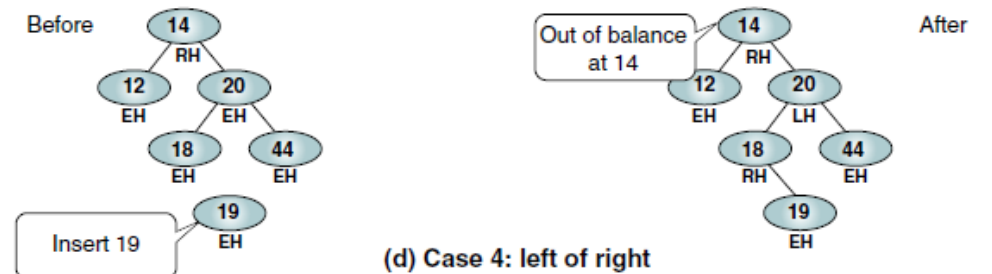 Before
14
RH
12
EH
20
EH
18
EH
44
EH
19
EH
Insert 19
Out of balance
at 14
After
14
RH
12
EH
20
LH
18
RH
44
EH
19
EH
(d) Case 4: left of right